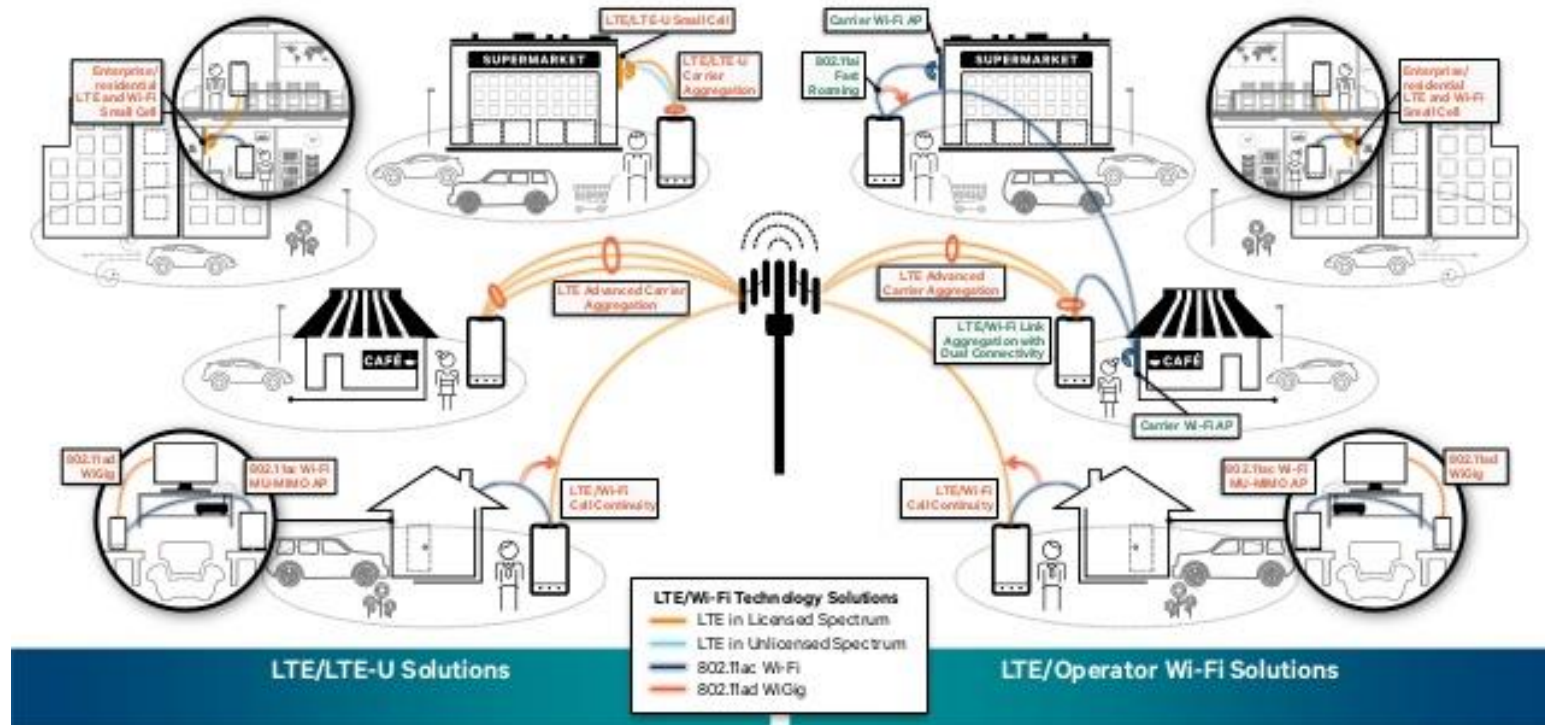 LTE/LTE-U Small Cell
Carrier Wi-Fi AP
SUPERMARKET
SUPERMARKET
Enterprise/
residential
LTE and Wi-Fi
Small Cell
LTE/LTE-U
Carrier
Aggregation
802.11ai
Fast
Roaming
Enterprise/
residential
LTE and Wi-Fi
Small Cell
LTE Advanced Carrier
Aggregation
LTE Advanced
Carrier Aggregation
LTE/Wi-Fi Link
Aggregation with
Dual Connectivity
CAFÉ
CAFÉ
Carrier Wi-Fi AP
802.11ad
WiGig
802.11ac Wi-Fi
MU-MIMO AP
LTE/Wi-Fi
Call Continuity
LTE/Wi-Fi
Call Continuity
802.11ac Wi-Fi
MU-MIMO AP
802.11ad
WiGig
LTE/Wi-Fi Technology Solutions
LTE in Licensed Spectrum
LTE in Unlicensed Spectrum
802.11ac Wi-Fi
802.11ad WiGig
LTE/LTE-U Solutions
LTE/Operator Wi-Fi Solutions